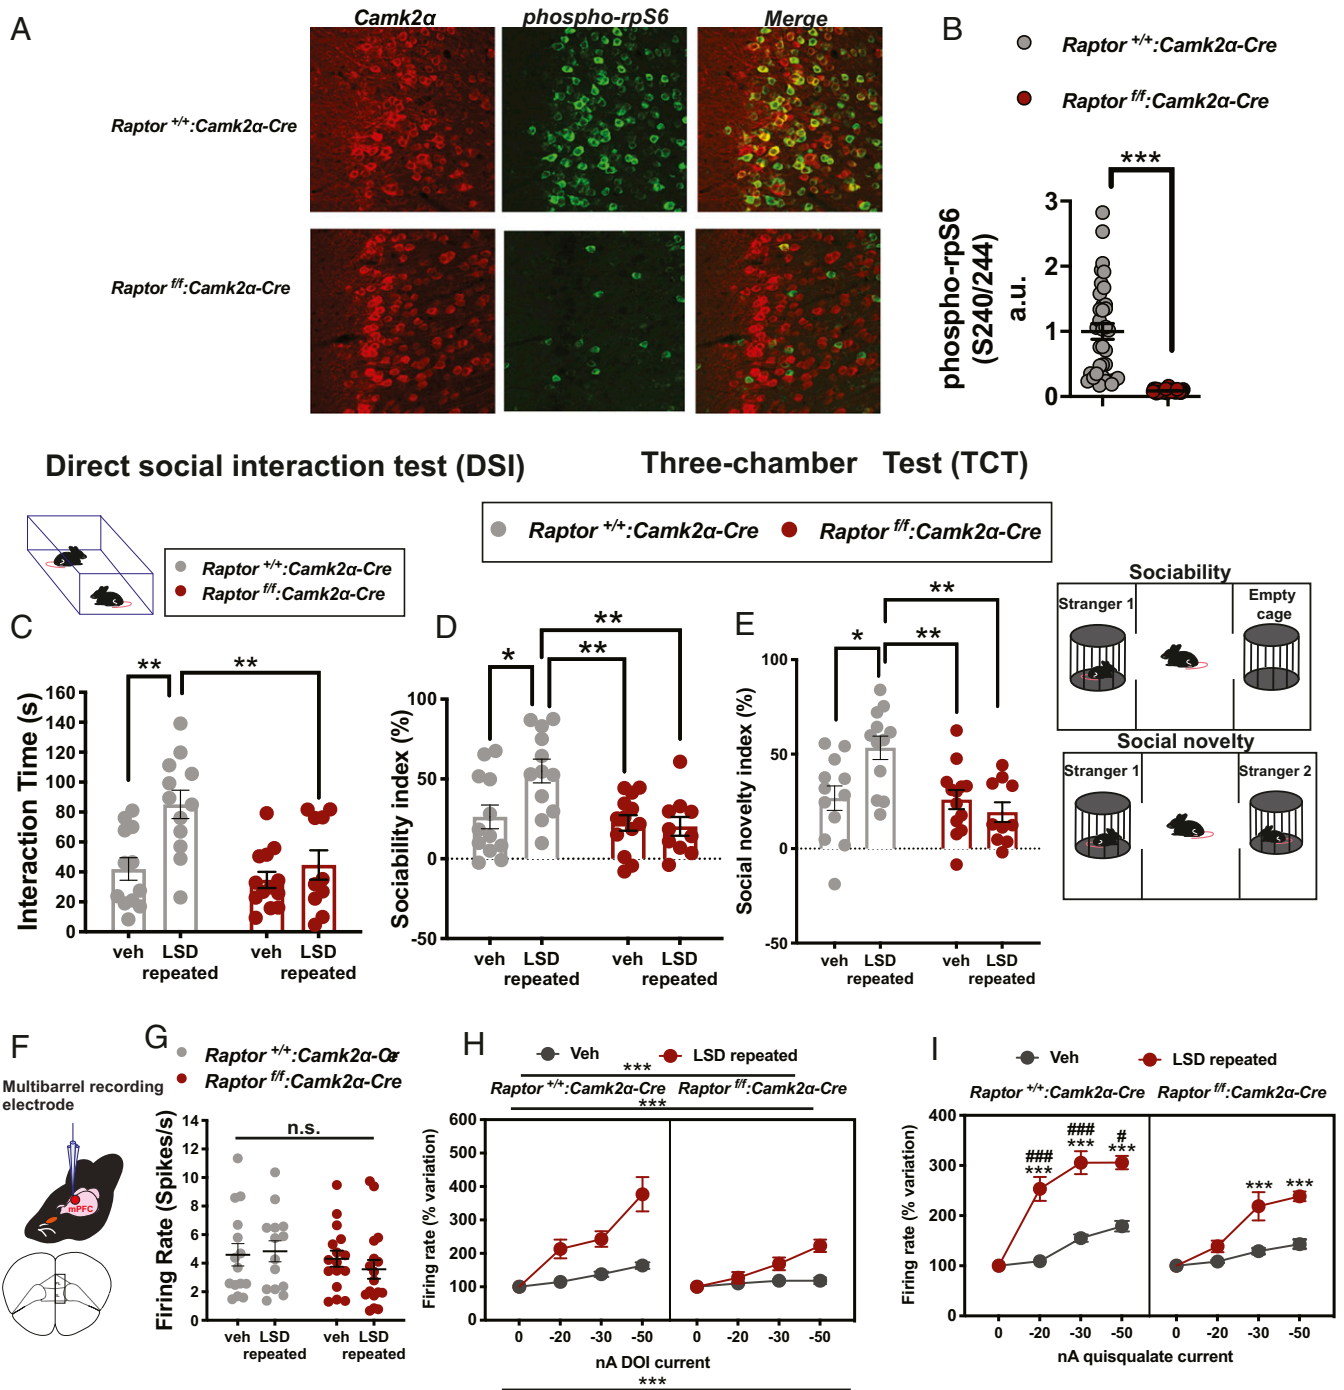 A
Camk2α
phospho-rpS6
Merge
Raptor +/+:Camk2α-Cre
Raptor f/f:Camk2α-Cre
B
Raptor +/+:Camk2α-Cre
Raptor f/f:Camk2α-Cre
***
phospho-rpS6
(S240/244)
a.u.
3
2
1
0
Direct social interaction test (DSI)
Three-chamber Test (TCT)
Raptor +/+:Camk2α-Cre
Raptor f/f:Camk2α-Cre
Raptor +/+:Camk2α-Cre
Raptor f/f:Camk2α-Cre
C
** **
Interaction Time (s)
160
140
120
100
80
60
40
20
0
veh LSD veh LSD
repeated repeated
D
**
* **
Sociability index (%)
100
50
0
-50
veh LSD veh LSD
repeated repeated
E
**
* **
Social novelty index (%)
100
50
0
-50
veh LSD veh LSD
repeated repeated
Sociability
Stranger 1
Empty
cage
Social novelty
Stranger 1
Stranger 2
F
Multibarrel recording
electrode
mPFC
G
Raptor +/+:Camk2α-Cre
Raptor f/f:Camk2α-Cre
n.s.
Firing Rate (Spikes/s)
14
12
10
8
6
4
2
0
veh LSD veh LSD
repeated repeated
H
Veh LSD repeated
***
Raptor +/+:Camk2α-Cre Raptor f/f:Camk2α-Cre
***
Firing rate (% variation)
600
500
400
300
200
100
0
0 -20 -30 -50 0 -20 -30 -50
nA DOI current
***
I
Veh LSD repeated
Raptor +/+:Camk2α-Cre Raptor f/f:Camk2α-Cre
Firing rate (% variation)
400
300
200
100
0
### ### #
*** *** *** *** ***
0 -20 -30 -50 0 -20 -30 -50
nA quisqualate current